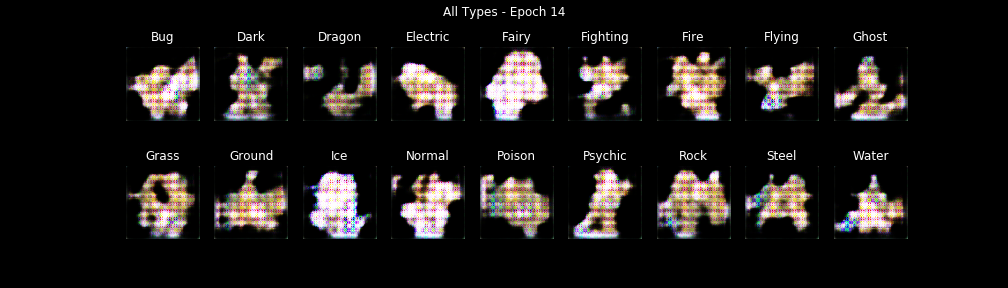 All Types - Epoch 14
Bug Dark Dragon Electric Fairy Fighting Fire Flying Ghost
Grass Ground Ice Normal Poison Psychic Rock Steel Water